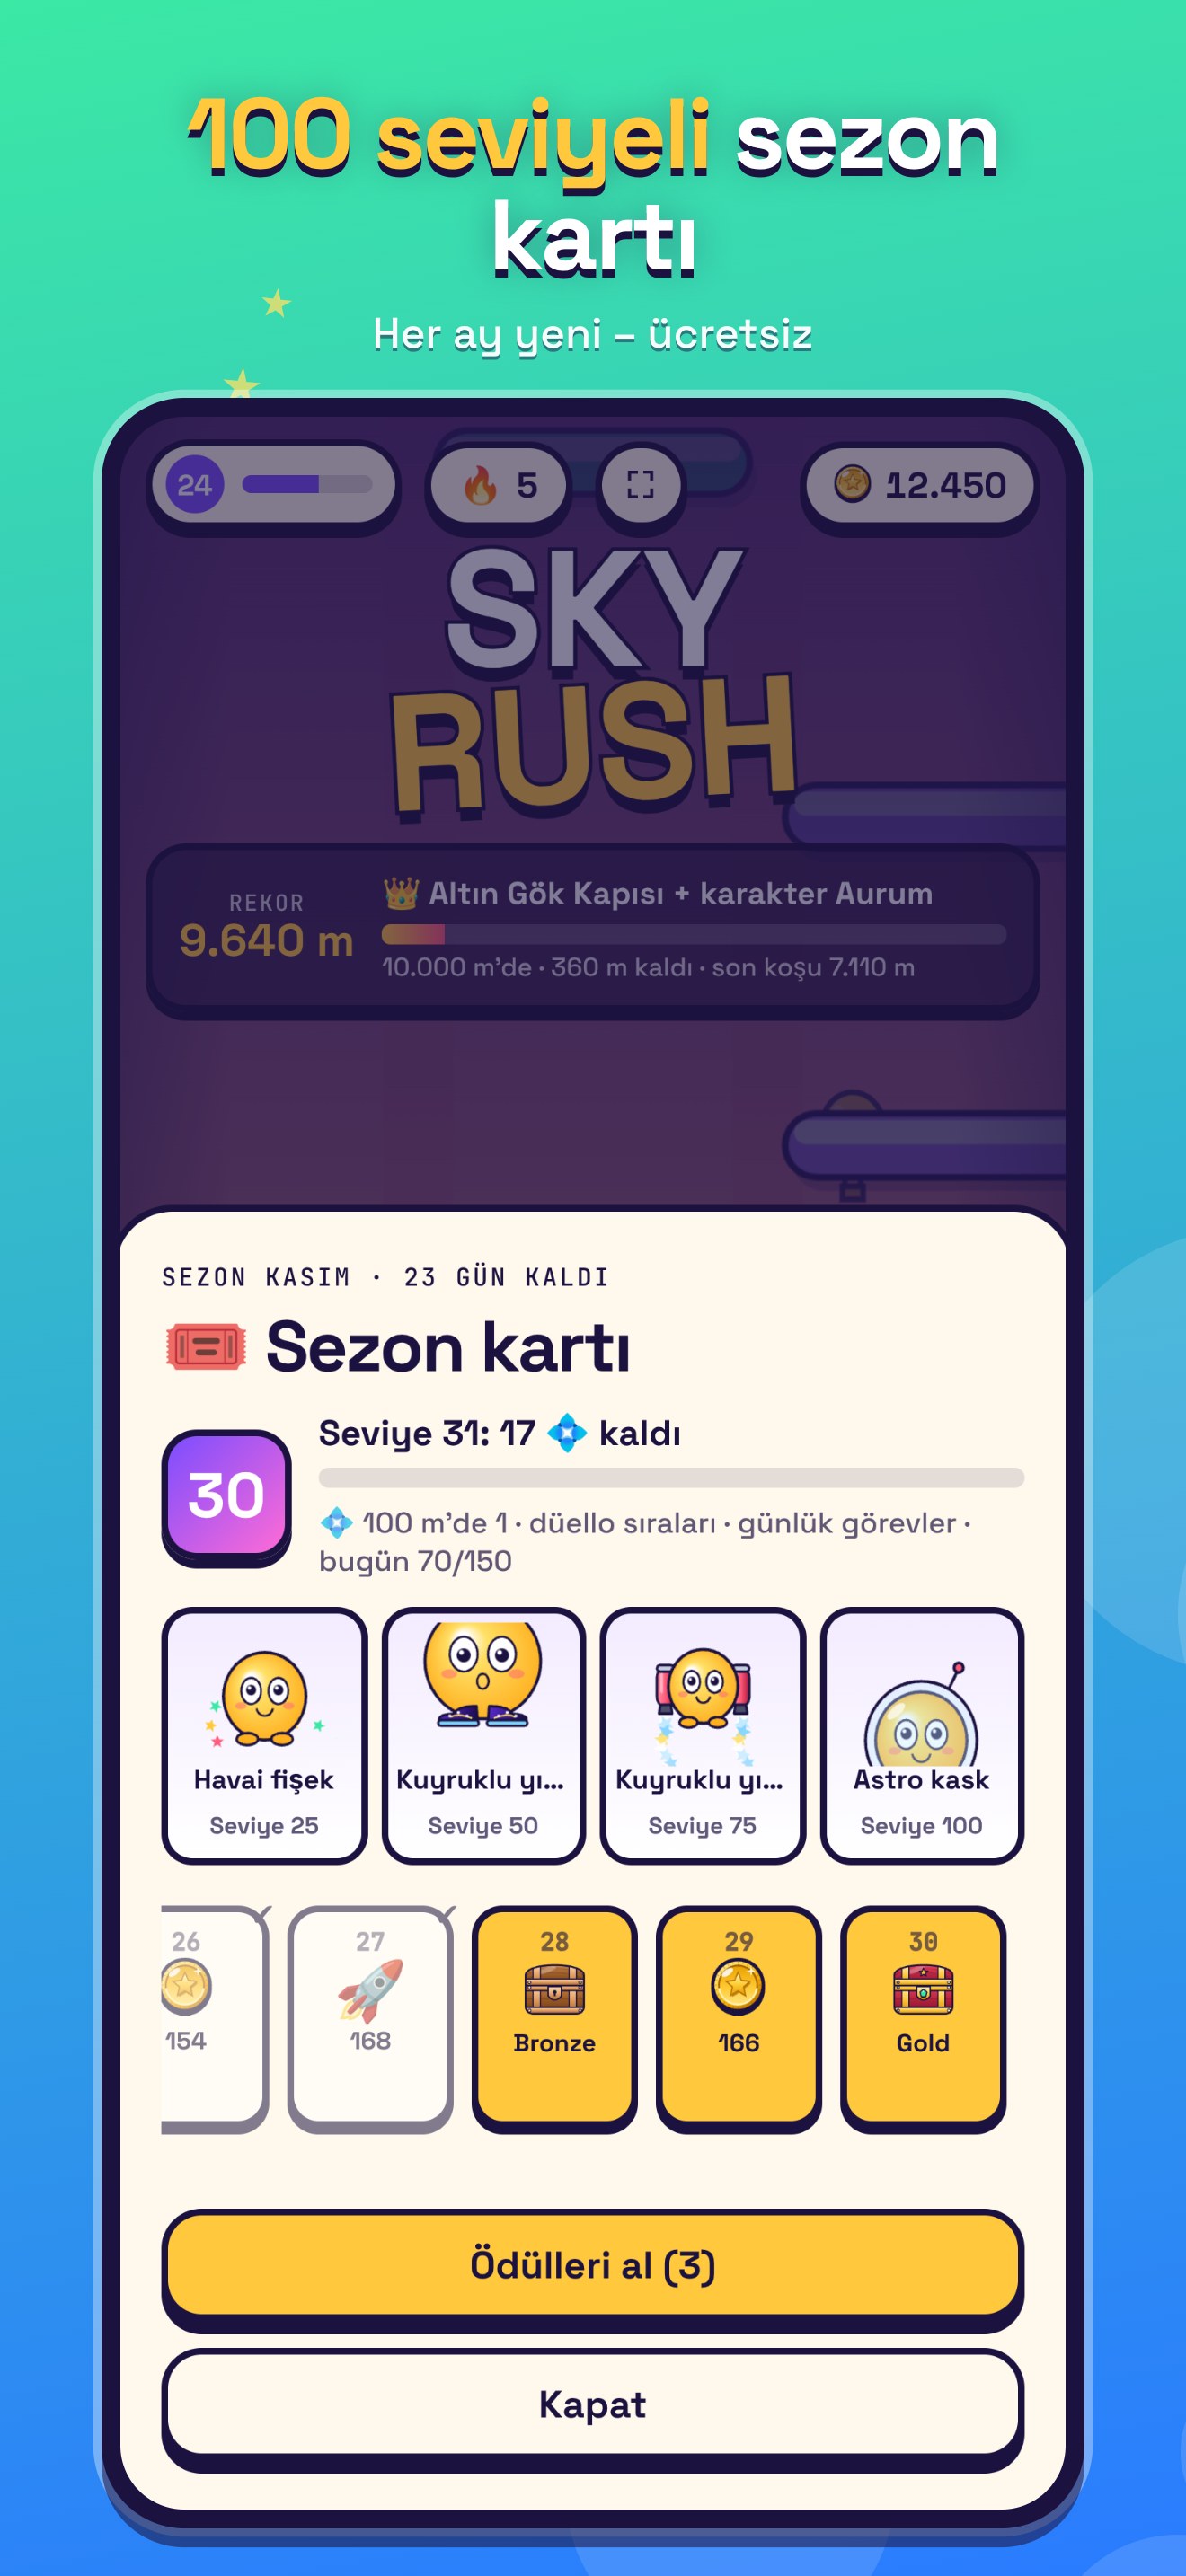 100 seviyeli sezon
kartı
Her ay yeni – ücretsiz
24
5
12.450
SKY
RUSH
REKOR
9.640 m
Altın Gök Kapısı + karakter Aurum
10.000 m'de · 360 m kaldı · son koşu 7.110 m
SEZON KASIM · 23 GÜN KALDI
Sezon kartı
30
Seviye 31: 17 💠 kaldı
💠 100 m'de 1 · düello sıraları · günlük görevler ·
bugün 70/150
Havai fişek
Seviye 25
Kuyruklu yı...
Seviye 50
Kuyruklu yı...
Seviye 75
Astro kask
Seviye 100
26
154
27
168
28
Bronze
29
166
30
Gold
Ödülleri al (3)
Kapat